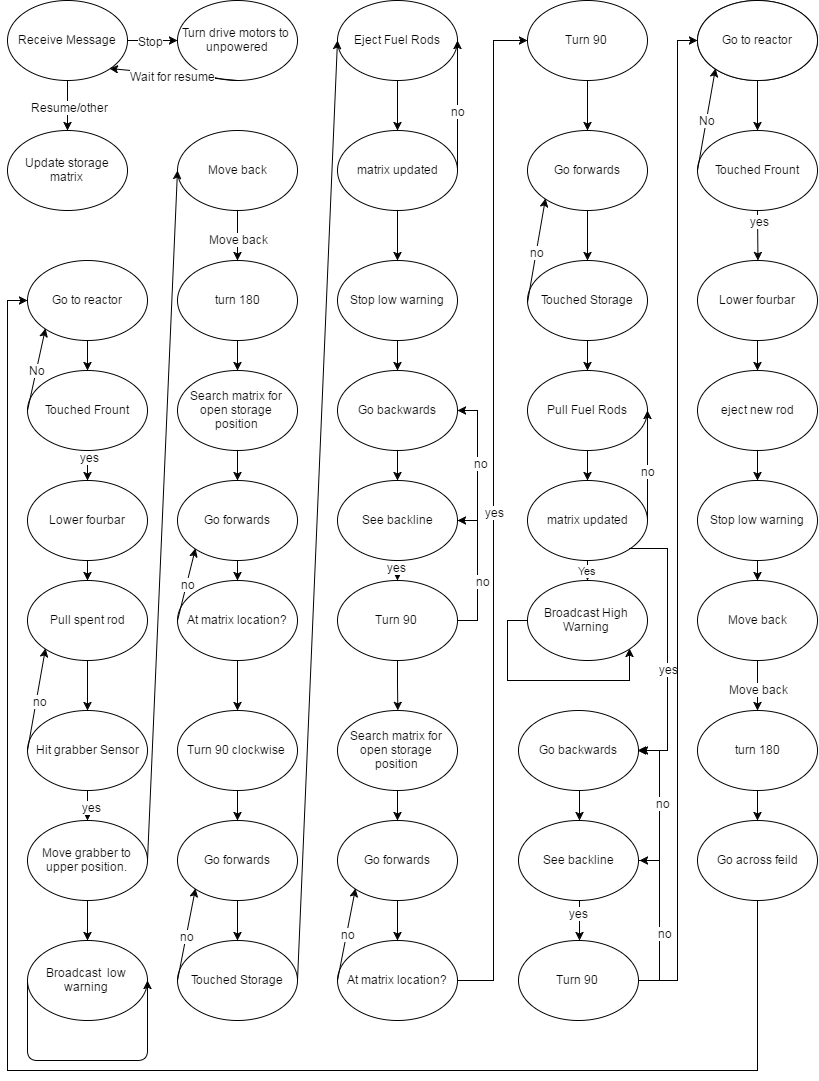 Receive Message
Stop
Turn drive motors to
unpowered
Wait for resume
Resume/other
Update storage
matrix
Go to reactor
No
Touched Frount
yes
Lower fourbar
Pull spent rod
no
Hit grabber Sensor
yes
Move grabber to
upper position.
Broadcast low
warning
Move back
Move back
turn 180
Search matrix for
open storage
position
Go forwards
no
At matrix location?
Turn 90 clockwise
Go forwards
no
Touched Storage
Eject Fuel Rods
no
matrix updated
Stop low warning
Go backwards
no
See backline
yes
no
Turn 90
Search matrix for
open storage
position
Go forwards
no
At matrix location?
yes
Turn 90
Go forwards
no
Touched Storage
Pull Fuel Rods
no
matrix updated
Yes
Broadcast High
Warning
yes
Go backwards
no
See backline
yes
no
Turn 90
Go to reactor
No
Touched Frount
yes
Lower fourbar
eject new rod
Stop low warning
Move back
Move back
turn 180
Go across feild